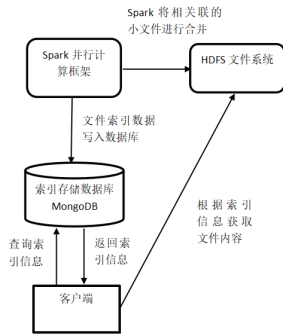 Spark 将相关联的
小文件进行合并
Spark 并行计
算框架
HDFS 文件系统
文件索引数据
写入数据库
索引存储数据库
MongoDB
根据索引
信息获取
文件内容
查询索
引信息
返回索
引信息
客户端